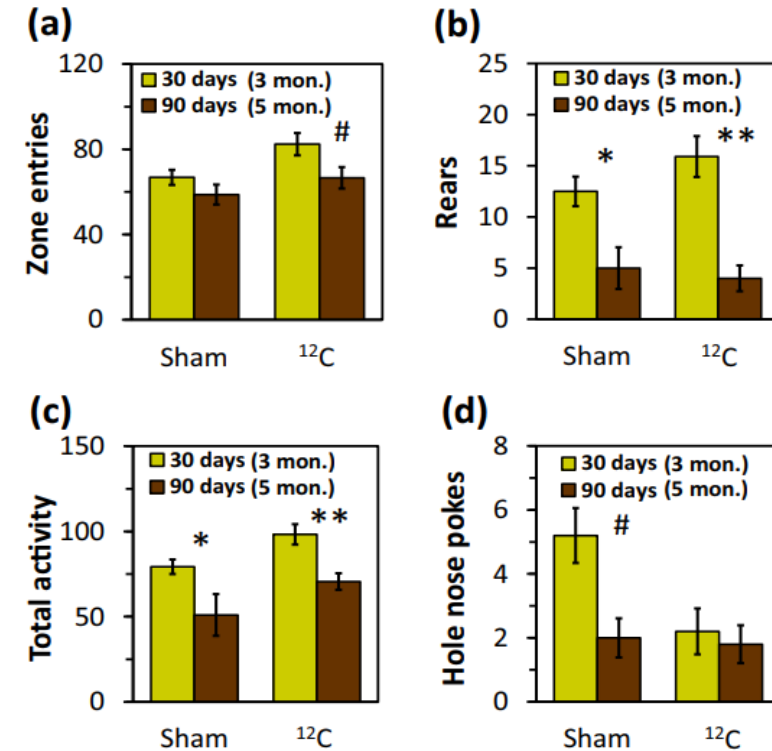 (a)
Zone entries
120
80
40
0
30 days (3 mon.)
90 days (5 mon.)
#
Sham
¹²C
(b)
Rears
25
20
15
10
5
0
30 days (3 mon.)
90 days (5 mon.)
*
**
Sham
¹²C
(c)
Total activity
150
100
50
0
30 days (3 mon.)
90 days (5 mon.)
*
**
Sham
¹²C
(d)
Hole nose pokes
8
6
4
2
0
30 days (3 mon.)
90 days (5 mon.)
#
Sham
¹²C